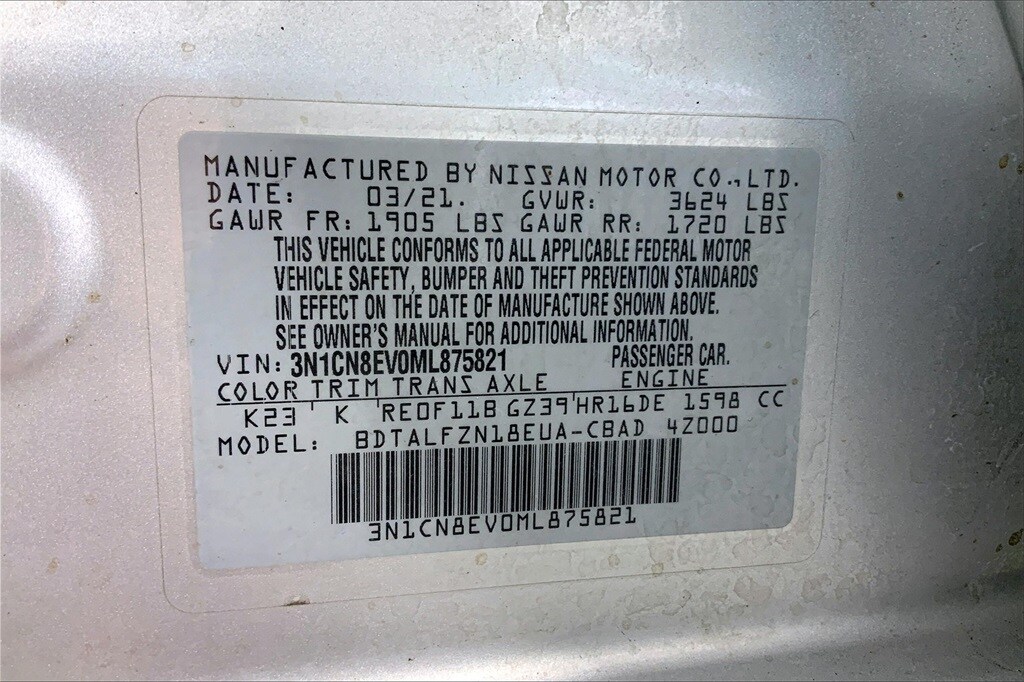 MANUFACTURED BY NISSAN MOTOR CO., LTD.
DATE: 03/21. GVWR: 3624 LBS
GAWR FR: 1905 LBS GAWR RR: 1720 LBS
THIS VEHICLE CONFORMS TO ALL APPLICABLE FEDERAL MOTOR
VEHICLE SAFETY, BUMPER AND THEFT PREVENTION STANDARDS
IN EFFECT ON THE DATE OF MANUFACTURE SHOWN ABOVE.
SEE OWNER'S MANUAL FOR ADDITIONAL INFORMATION.
VIN: 3N1CN8EV0ML875821 PASSENGER CAR.
COLOR TRIM TRANS AXLE ENGINE
K23 ' K 'RE0F11B GZ39'HR16DE 1598 CC
MODEL: BDTALFZN18EUA-CBAD 4Z000
3N1CN8EV0ML875821